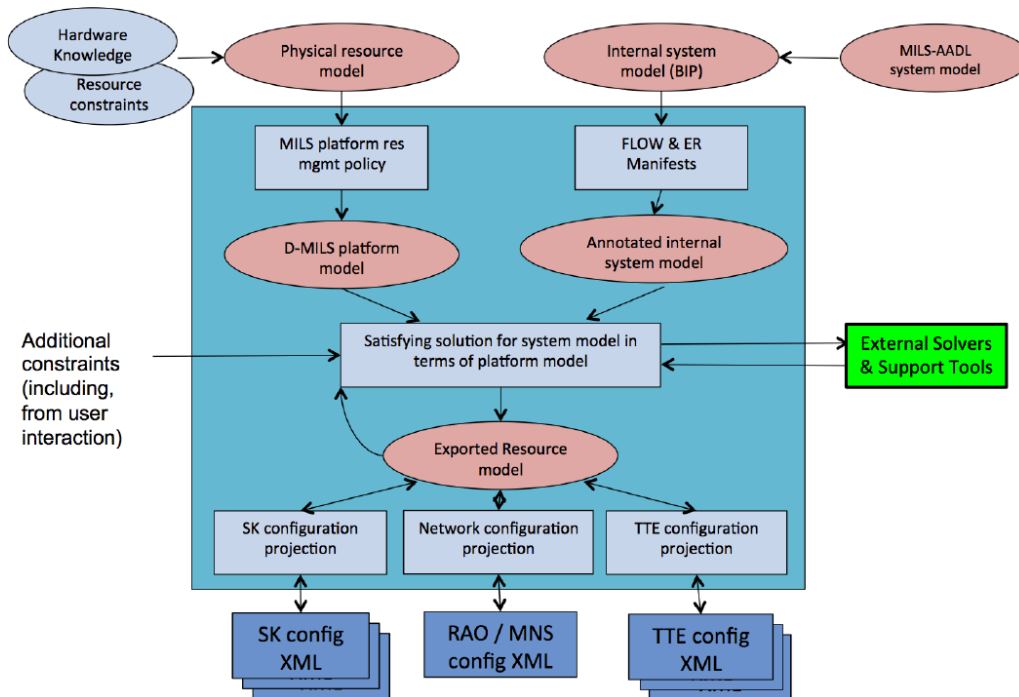 Hardware
Knowledge
Resource
constraints
Physical resource
model
Internal system
model (BIP)
MILS-AADL
system model
MILS platform res
mgmt policy
FLOW & ER
Manifests
D-MILS platform
model
Annotated internal
system model
Additional
constraints
(including,
from user
interaction)
Satisfying solution for system model in
terms of platform model
External Solvers
& Support Tools
Exported Resource
model
SK configuration
projection
Network configuration
projection
TTE configuration
projection
SK config
XML
RAO / MNS
config XML
TTE config
XML